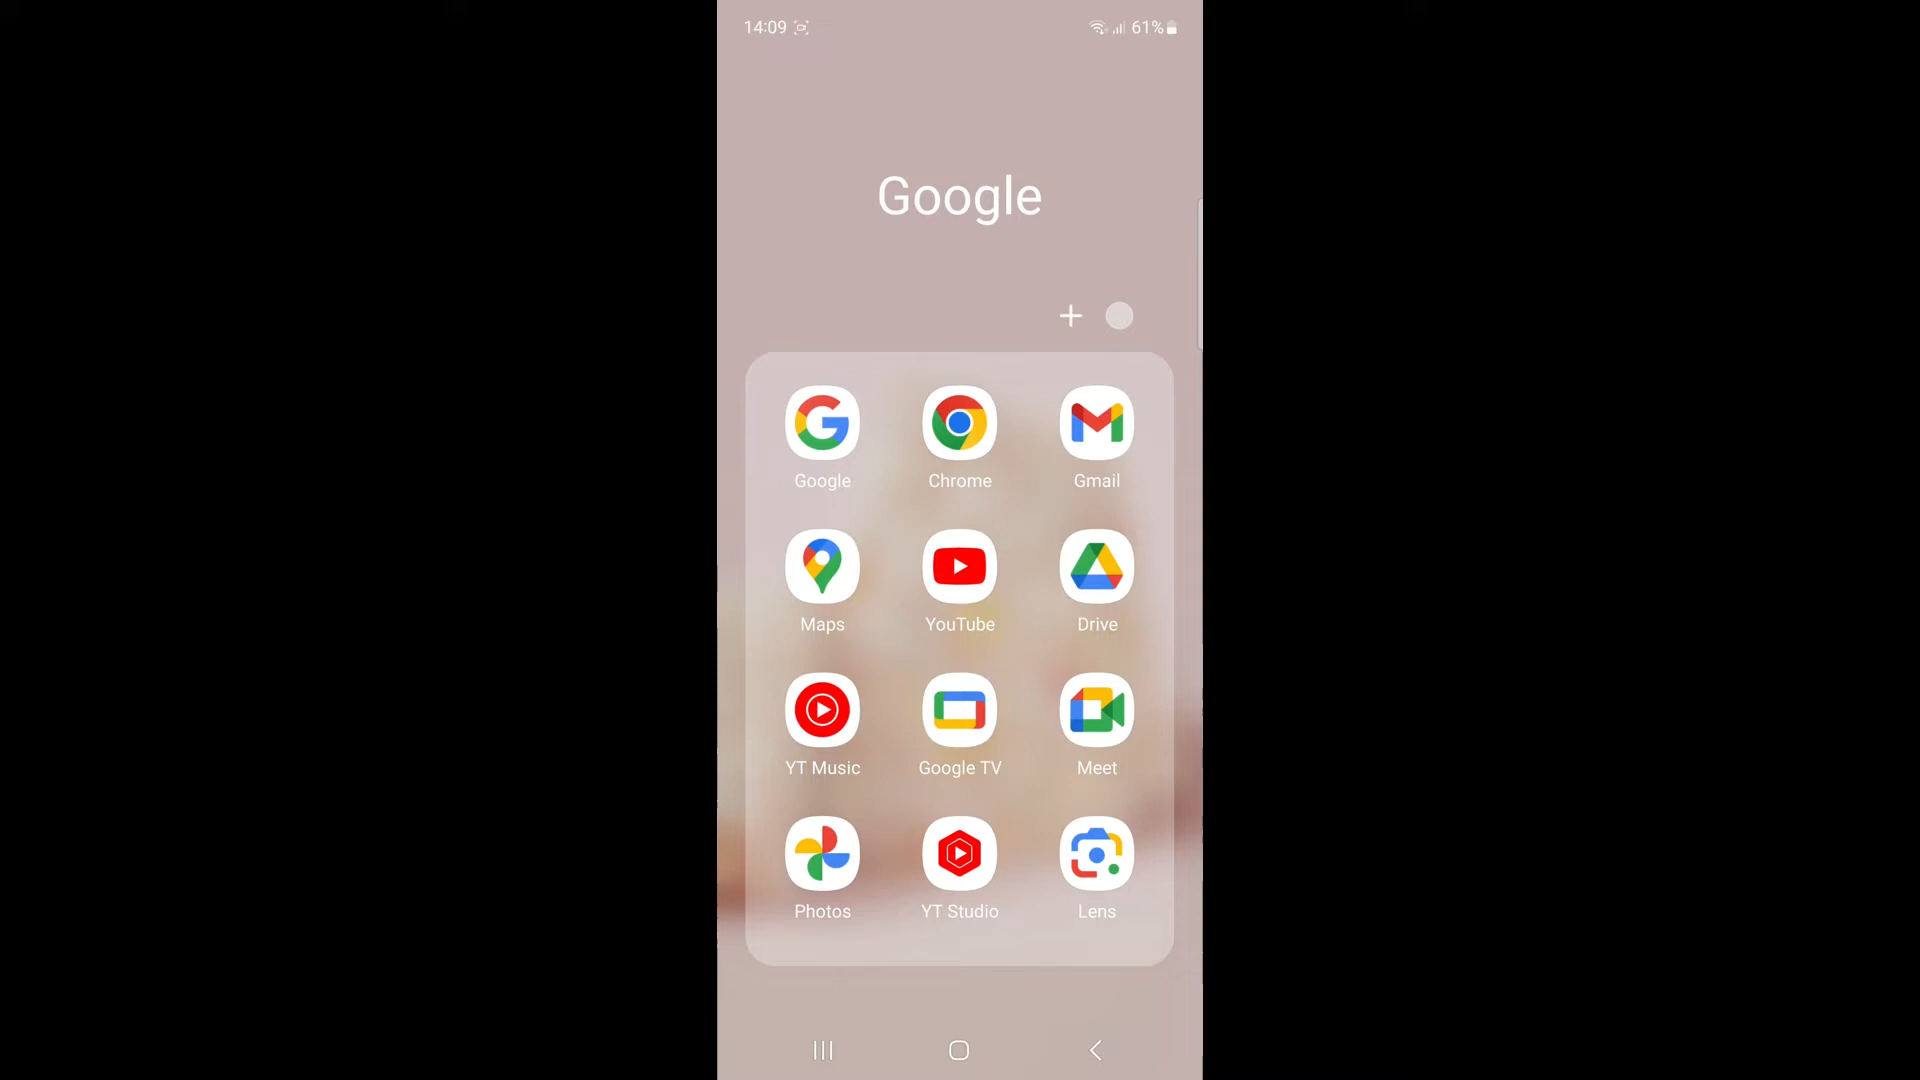 14:09 61%
Google
Google Chrome Gmail
Maps YouTube Drive
YT Music Google TV Meet
Photos YT Studio Lens